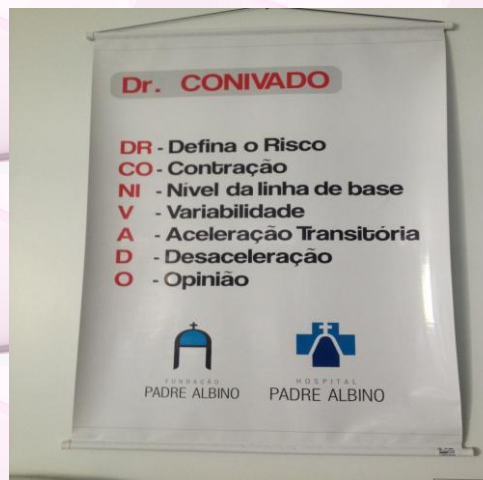 Dr. CONIVADO
DR - Defina o Risco
CO - Contração
NI - Nível da linha de base
V - Variabilidade
A - Aceleração Transitória
D - Desaceleração
O - Opinião
FUNDAÇÃO
PADRE ALBINO
HOSPITAL
PADRE ALBINO